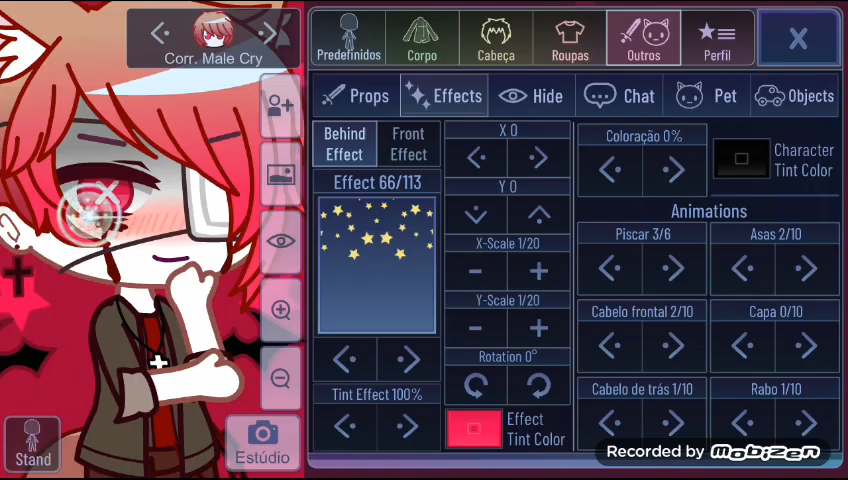 Corr. Male Cry
Predefinidos
Corpo
Cabeça
Roupas
Outros
Perfil
X
Props
Effects
Hide
Chat
Pet
Objects
Behind
Effect
Front
Effect
Effect 66/113
Tint Effect 100%
X 0
Y 0
X-Scale 1/20
Y-Scale 1/20
Rotation 0°
Effect
Tint Color
Coloração 0%
Character
Tint Color
Animations
Piscar 3/6
Asas 2/10
Cabelo frontal 2/10
Capa 0/10
Cabelo de trás 1/10
Rabo 1/10
Stand
Estúdio
Recorded by Mobizen